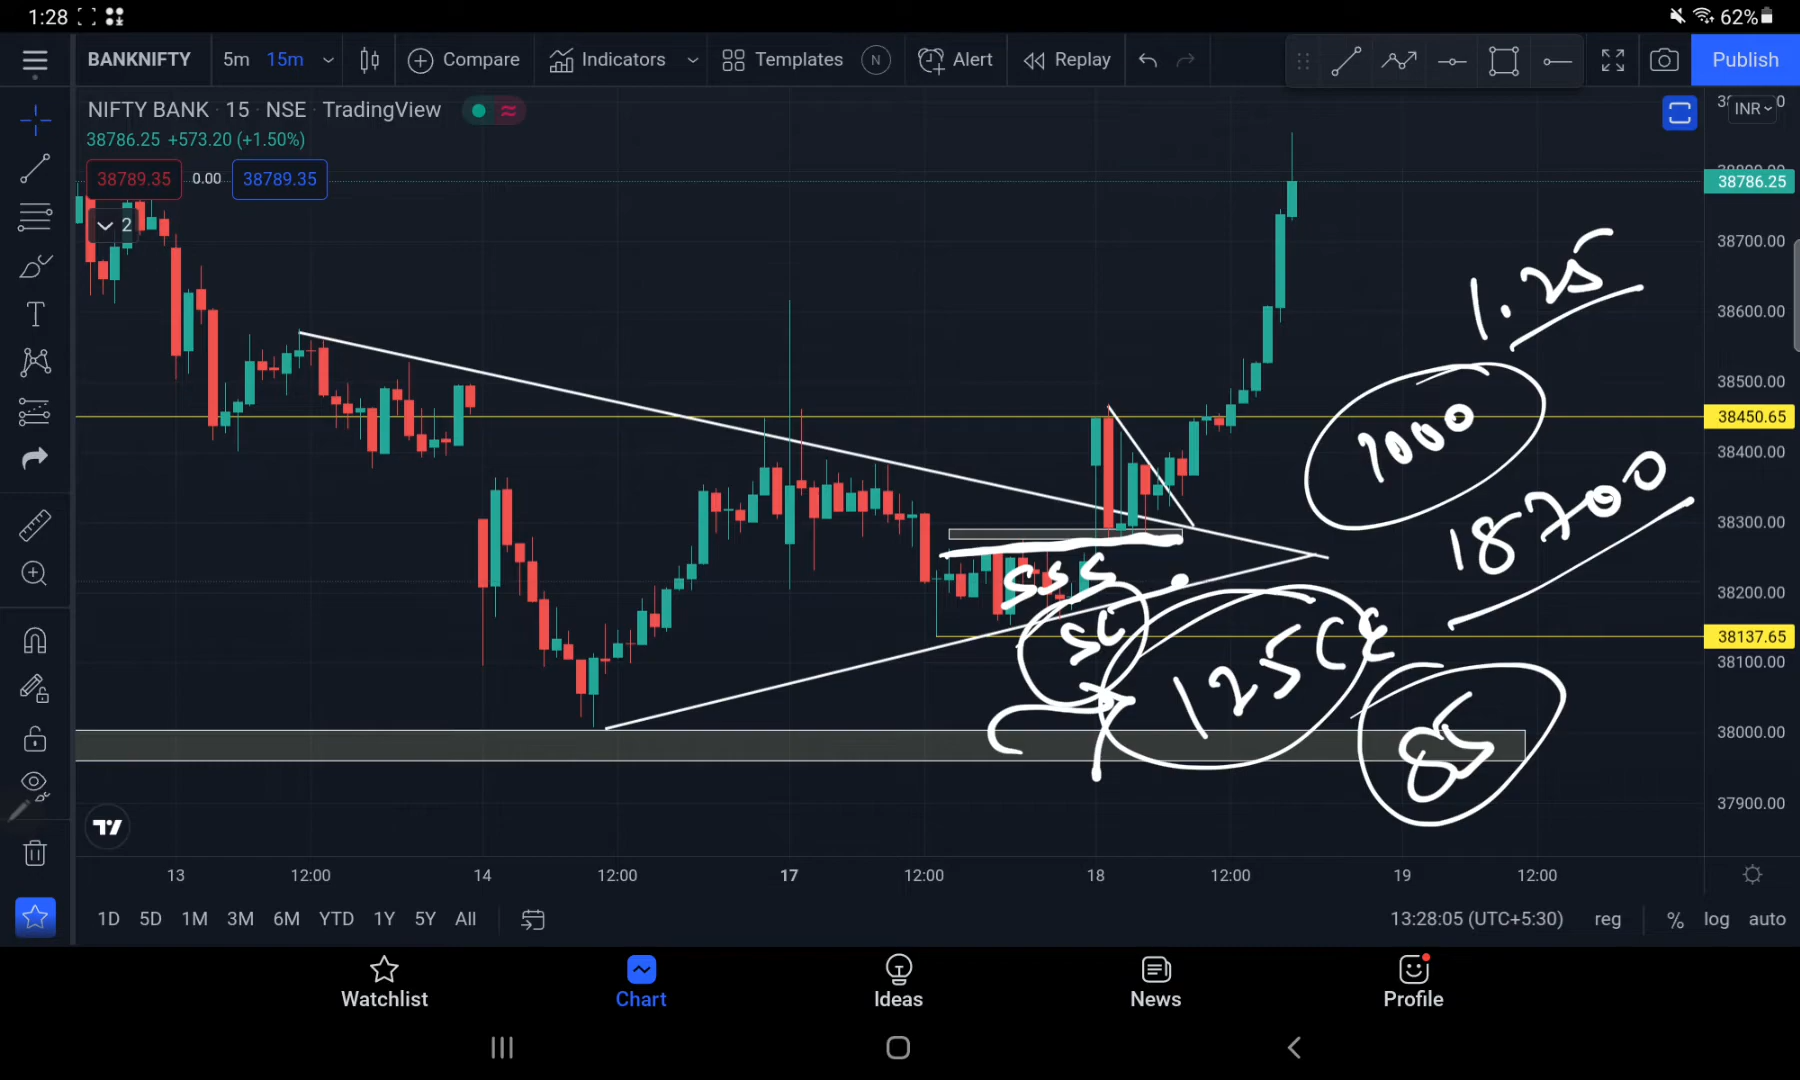 1:28 62%
BANKNIFTY 5m 15m Compare Indicators Templates N Alert Replay Publish
NIFTY BANK · 15 · NSE TradingView
INR
38786.25 +573.20 (+1.50%)
38789.35 0.00 38789.35
2
38786.25
38700.00
38600.00
38500.00
38450.65
38400.00
38300.00
38200.00
38137.65
38100.00
38000.00
37900.00
1.25
1000
18700
sss
SC
125CE
85
13 12:00 14 12:00 17 12:00 18 12:00 19 12:00
1D 5D 1M 3M 6M YTD 1Y 5Y All 13:28:05 (UTC+5:30) reg % log auto
Watchlist Chart Ideas News Profile